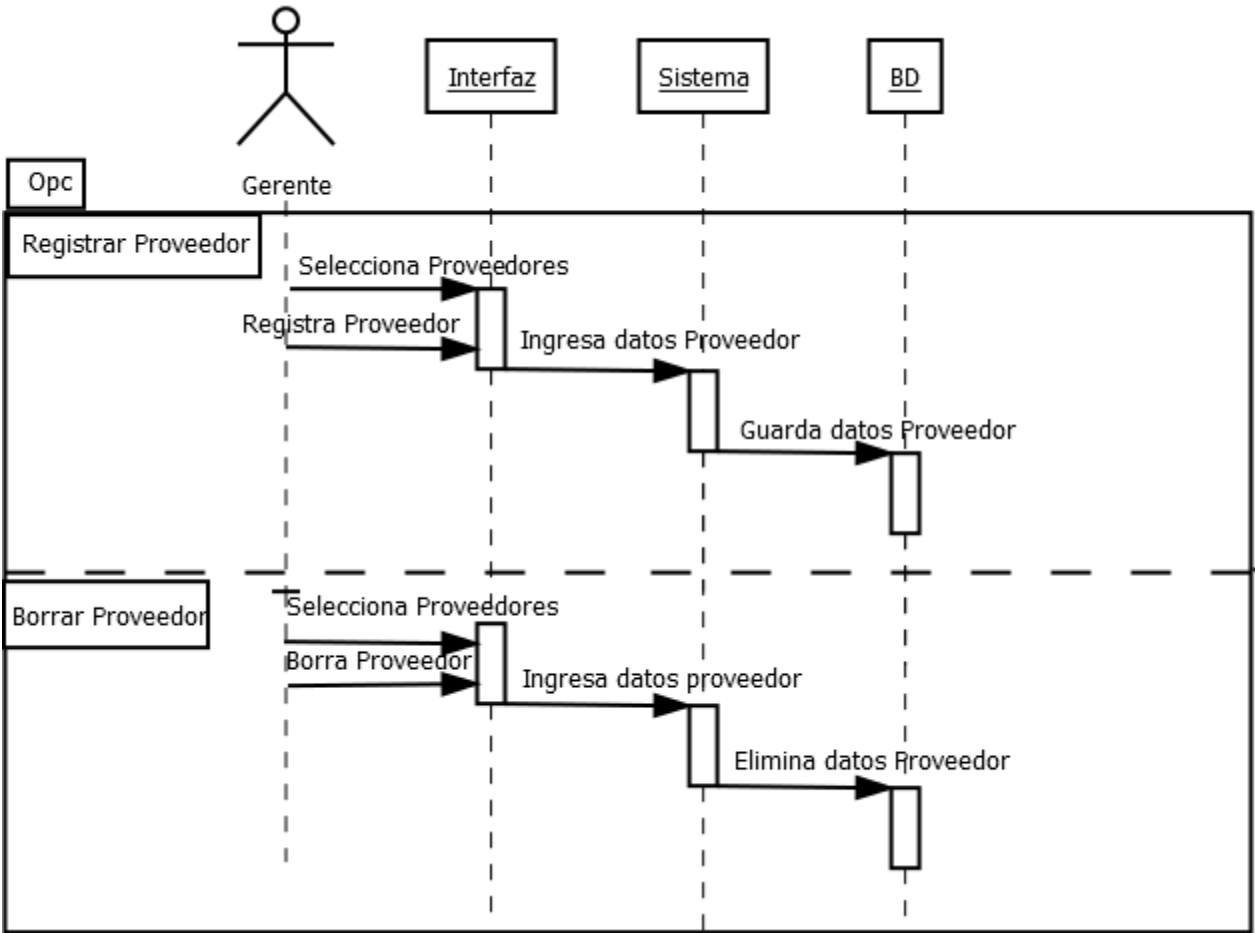 Interfaz
Sistema
BD
Opc
Gerente
Registrar Proveedor
Selecciona Proveedores
Registra Proveedor
Ingresa datos Proveedor
Guarda datos Proveedor
Borrar Proveedor
Selecciona Proveedores
Borra Proveedor
Ingresa datos proveedor
Elimina datos Proveedor